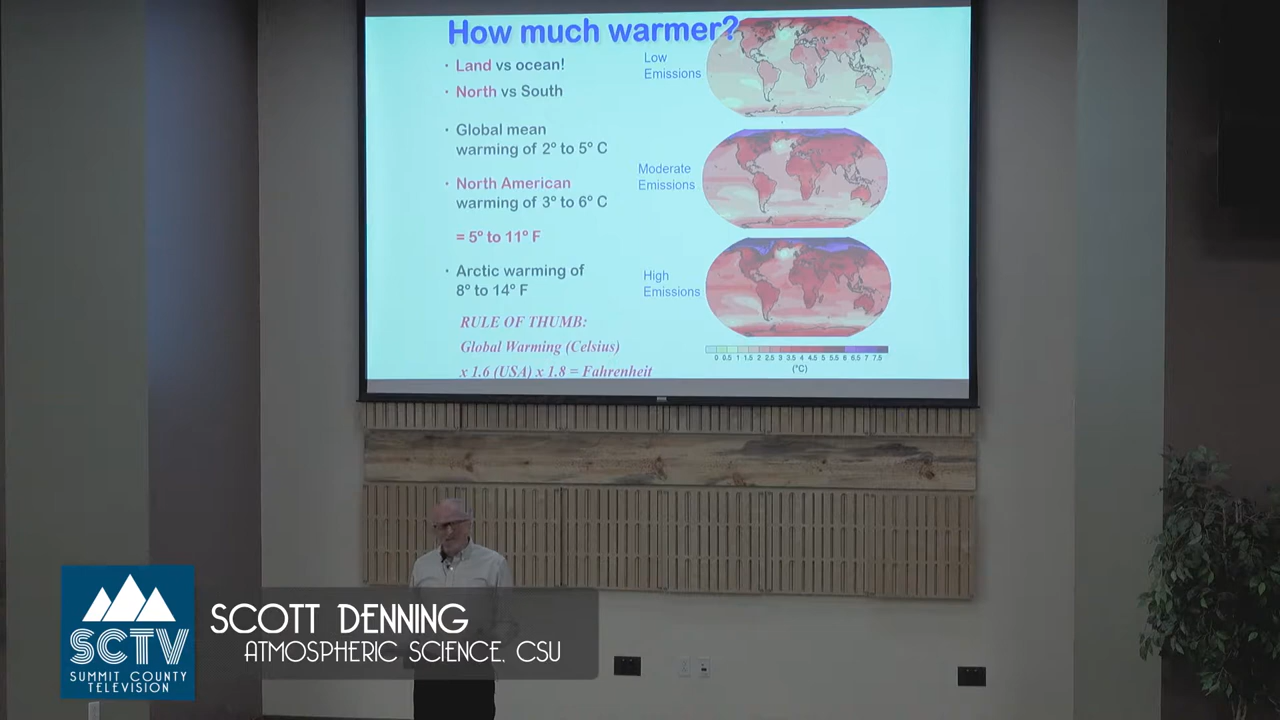 How much warmer?
· Land vs ocean!
· North vs South
· Global mean
warming of 2° to 5° C
· North American
warming of 3° to 6° C
= 5° to 11° F
· Arctic warming of
8° to 14° F
RULE OF THUMB:
Global Warming (Celsius)
x 1.6 (USA) x 1.8 = Fahrenheit
Low
Emissions
Moderate
Emissions
High
Emissions
0 0.5 1 1.5 2 2.5 3 3.5 4 4.5 5 5.5 6 6.5 7 7.5
(°C)
SCOTT DENNING
ATMOSPHERIC SCIENCE, CSU
SCTV
SUMMIT COUNTY
TELEVISION